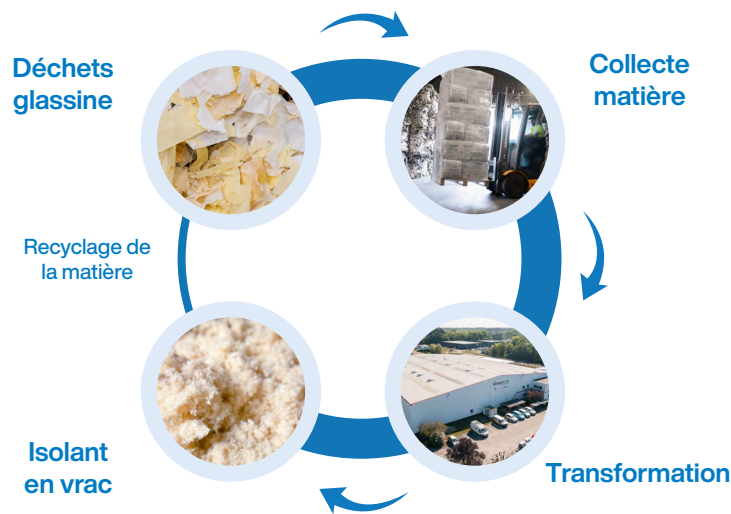 Déchets
glassine
Collecte
matière
Recyclage de
la matière
Isolant
en vrac
Transformation